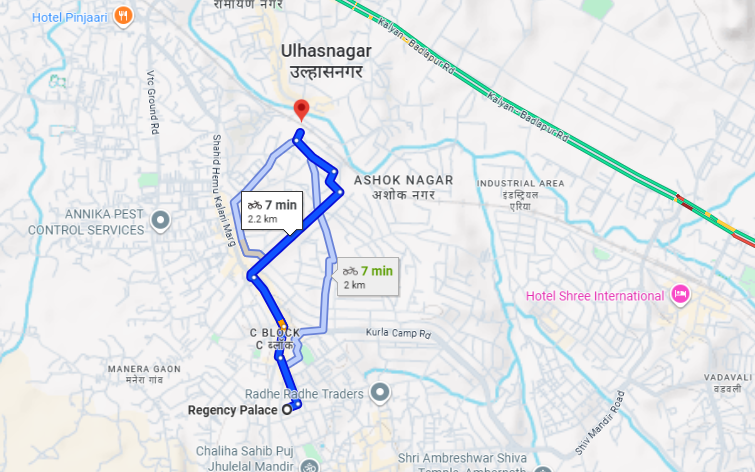 रामायण नगर
Hotel Pinjaari
Kalyan - Badapur Rd
Ulhasnagar
उल्हासनगर
Vtc Ground Rd
Kalyan - Badapur Rd
Shahid Hemu Kalani Marg
ASHOK NAGAR
अशोक नगर
INDUSTRIAL AREA
इंडस्ट्रियल
एरिया
7 min
2.2 km
ANNIKA PEST
CONTROL SERVICES
7 min
2 km
Hotel Shree International
C BLOCK
C ब्लॉक
Kurla Camp Rd
MANERA GAON
मनेरा गांव
VADAVALI
वडवली
Radhe Radhe Traders
Regency Palace
Shiv Mandir Road
Chaliha Sahib Puj
Jhulelal Mandir
Shri Ambreshwar Shiva
Temple, Ambernath